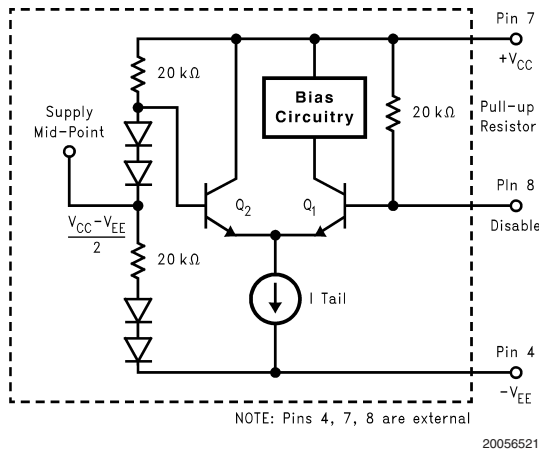 Pin 7
+VCC
20 kΩ
Bias
Circuitry
20 kΩ
Pull-up
Resistor
Supply
Mid-Point
Q2
Q1
PIn 8
Disable
VCC-VEE
2
20 kΩ
I Tail
Pin 4
-VEE
NOTE: Pins 4, 7, 8 are external
20056521